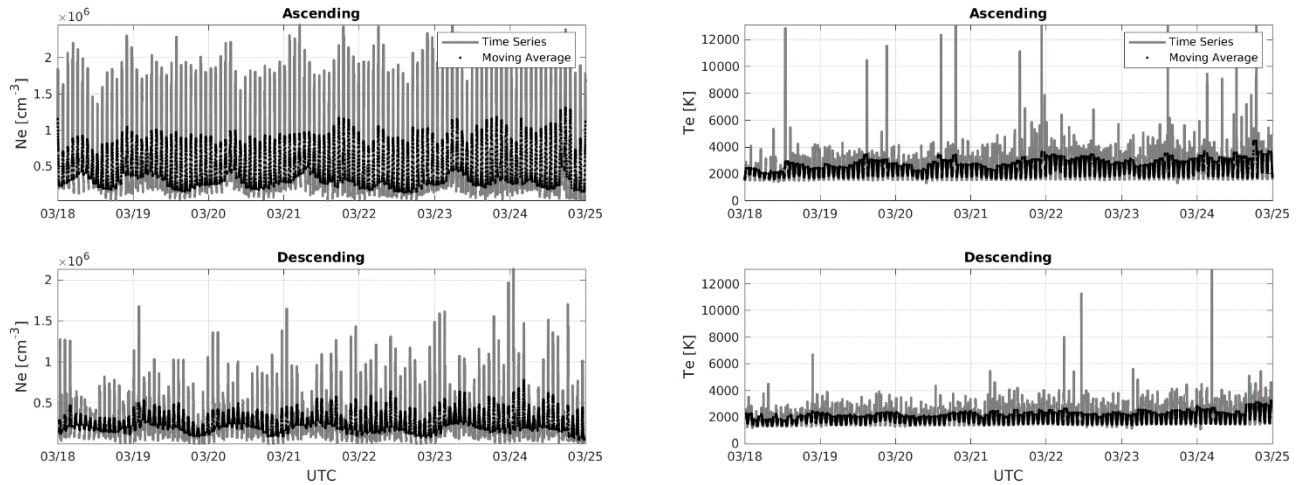 Ascending
×10⁶
Ne [cm⁻³]
2
1.5
1
0.5
Time Series
Moving Average
03/18 03/19 03/20 03/21 03/22 03/23 03/24 03/25
Ascending
Te [K]
12000
10000
8000
6000
4000
2000
0
Time Series
Moving Average
03/18 03/19 03/20 03/21 03/22 03/23 03/24 03/25
Descending
×10⁶
Ne [cm⁻³]
2
1.5
1
0.5
03/18 03/19 03/20 03/21 03/22 03/23 03/24 03/25
UTC
Descending
Te [K]
12000
10000
8000
6000
4000
2000
0
03/18 03/19 03/20 03/21 03/22 03/23 03/24 03/25
UTC